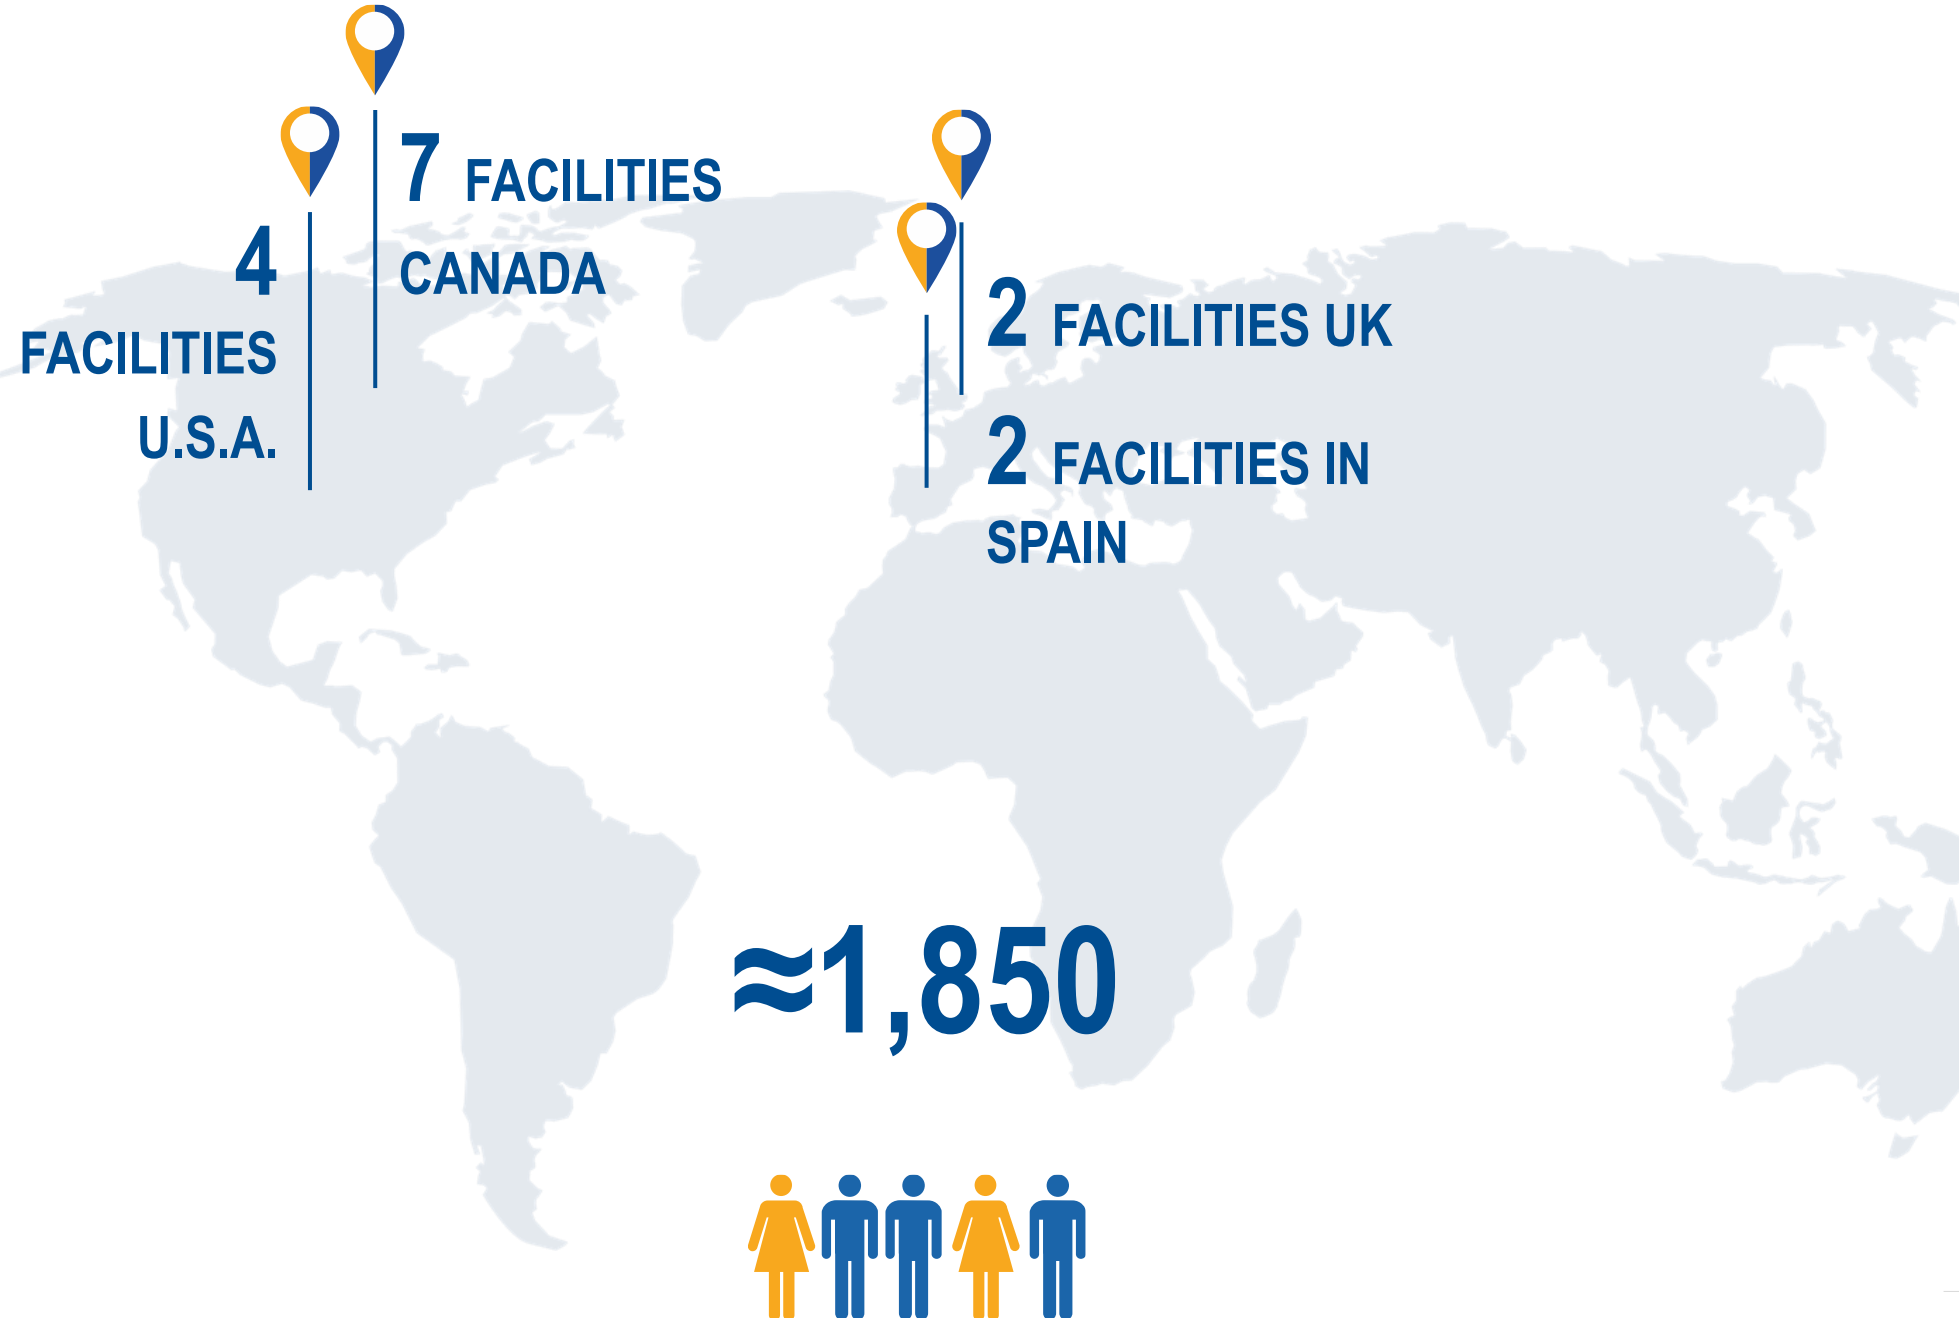 7 FACILITIES
CANADA
4
FACILITIES
U.S.A.
2 FACILITIES UK
2 FACILITIES IN
SPAIN
≈1,850